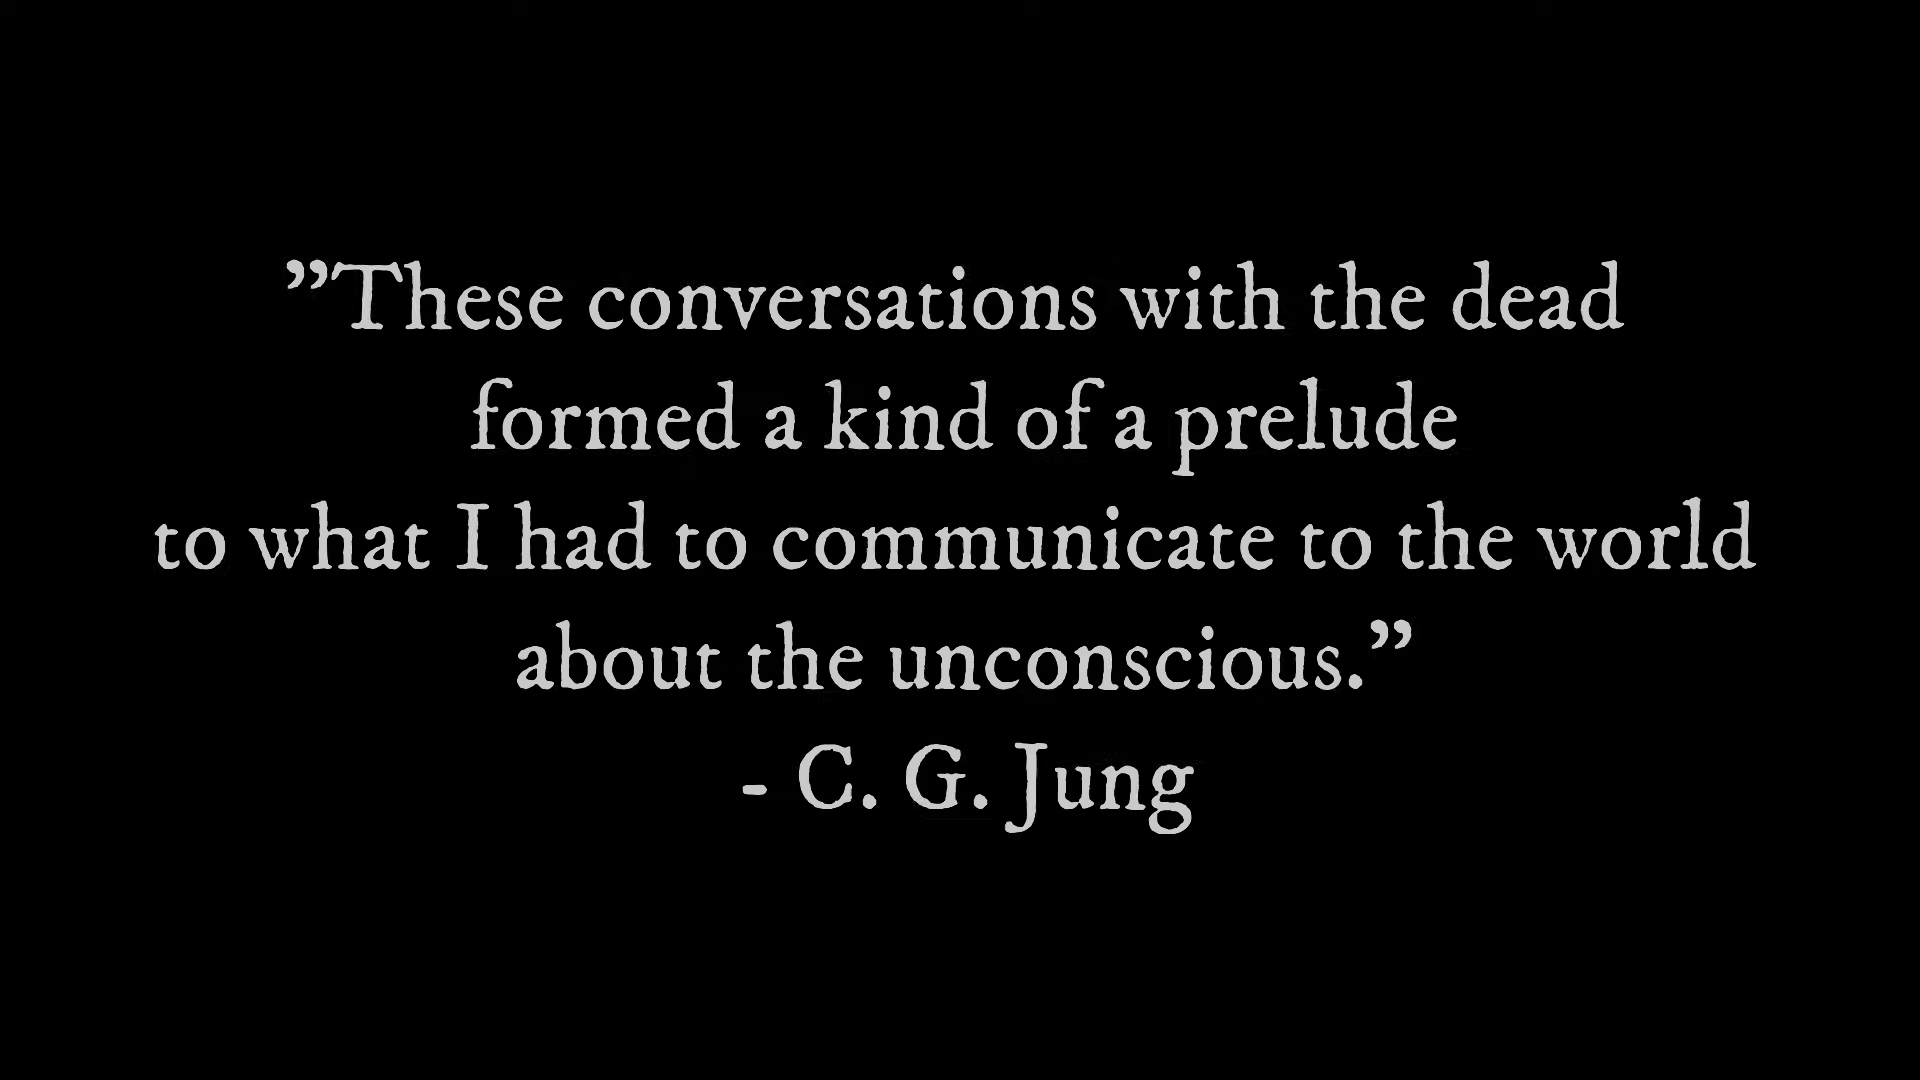 ”These conversations with the dead
formed a kind of a prelude
to what I had to communicate to the world
about the unconscious.”
- C. G. Jung